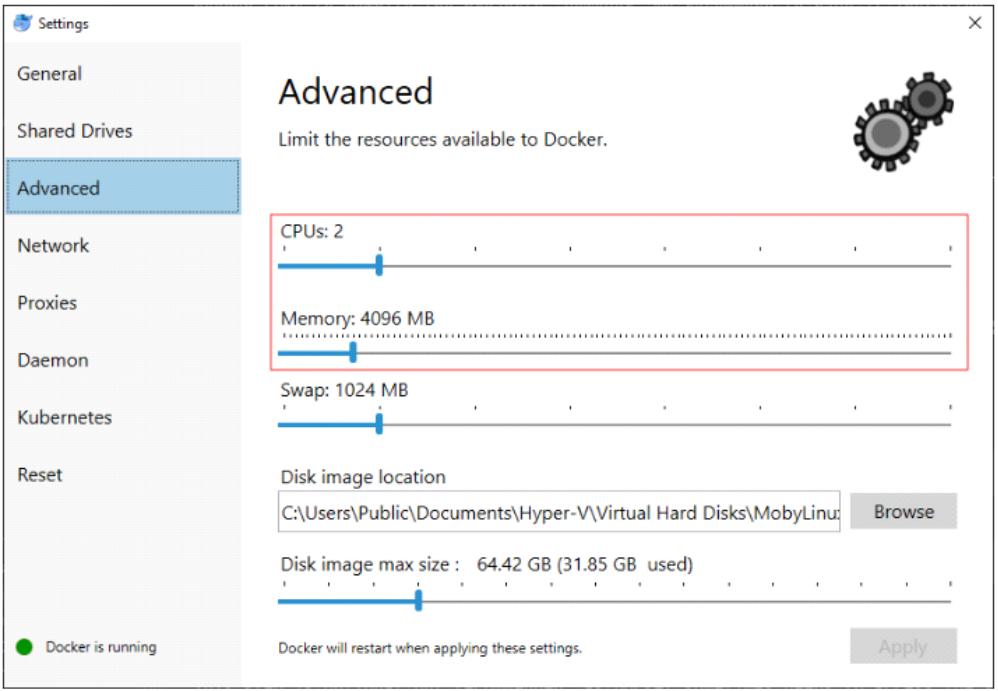 Settings
General
Shared Drives
Advanced
Network
Proxies
Daemon
Kubernetes
Reset
Docker is running
Advanced
Limit the resources available to Docker.
CPUs: 2
Memory: 4096 MB
Swap: 1024 MB
Disk image location
C:\Users\Public\Documents\Hyper-V\Virtual Hard Disks\MobyLinu
Browse
Disk image max size : 64.42 GB (31.85 GB used)
Docker will restart when applying these settings.
Apply